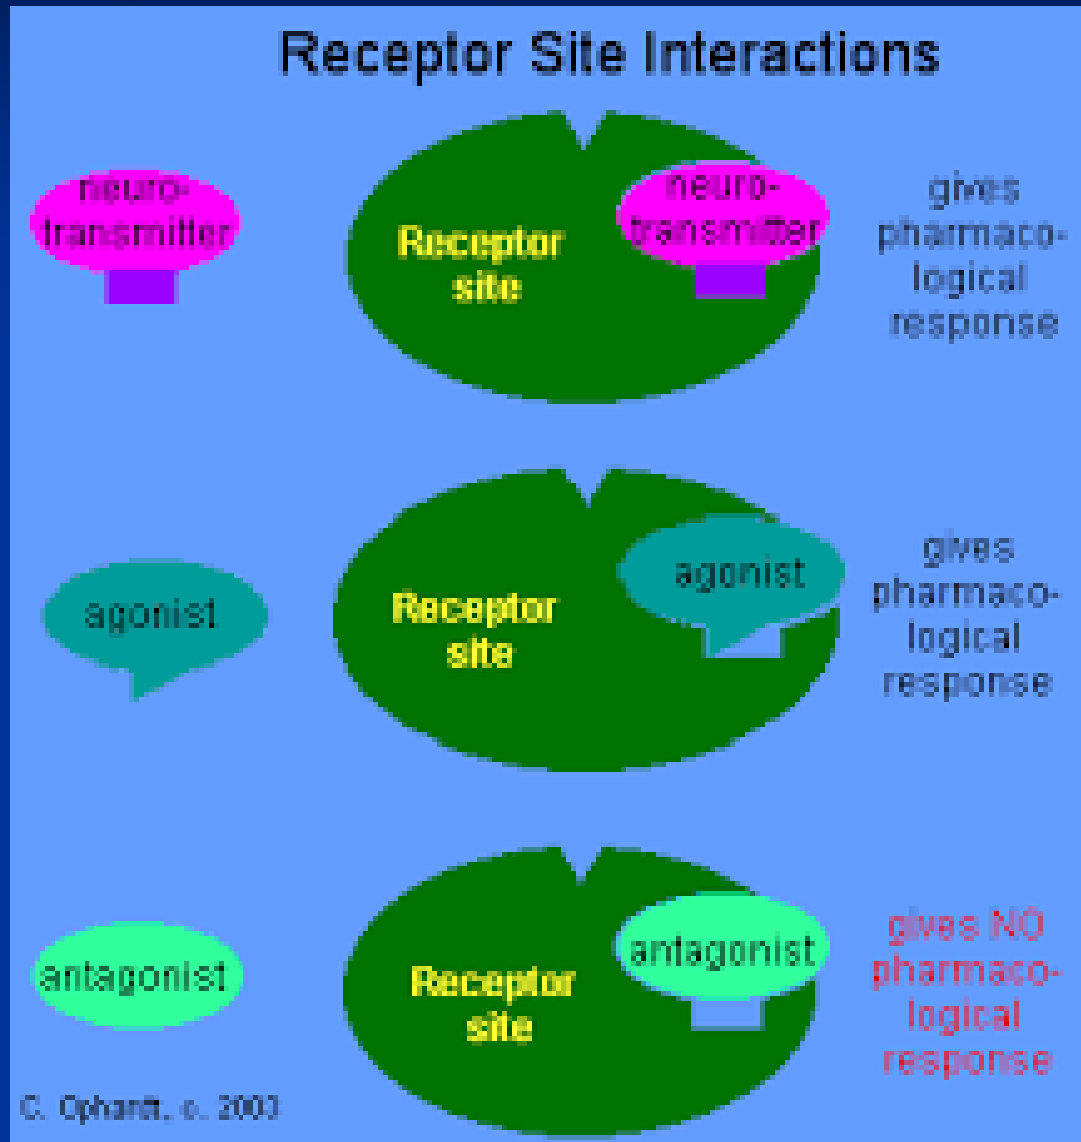 Receptor Site Interactions
neuro-
transmitter
Receptor
site
neuro-
transmitter
gives
pharmaco-
logical
response
agonist
Receptor
site
agonist
gives
pharmaco-
logical
response
antagonist
Receptor
site
antagonist
gives NO
pharmaco-
logical
response
C. Ophardt, c. 2003